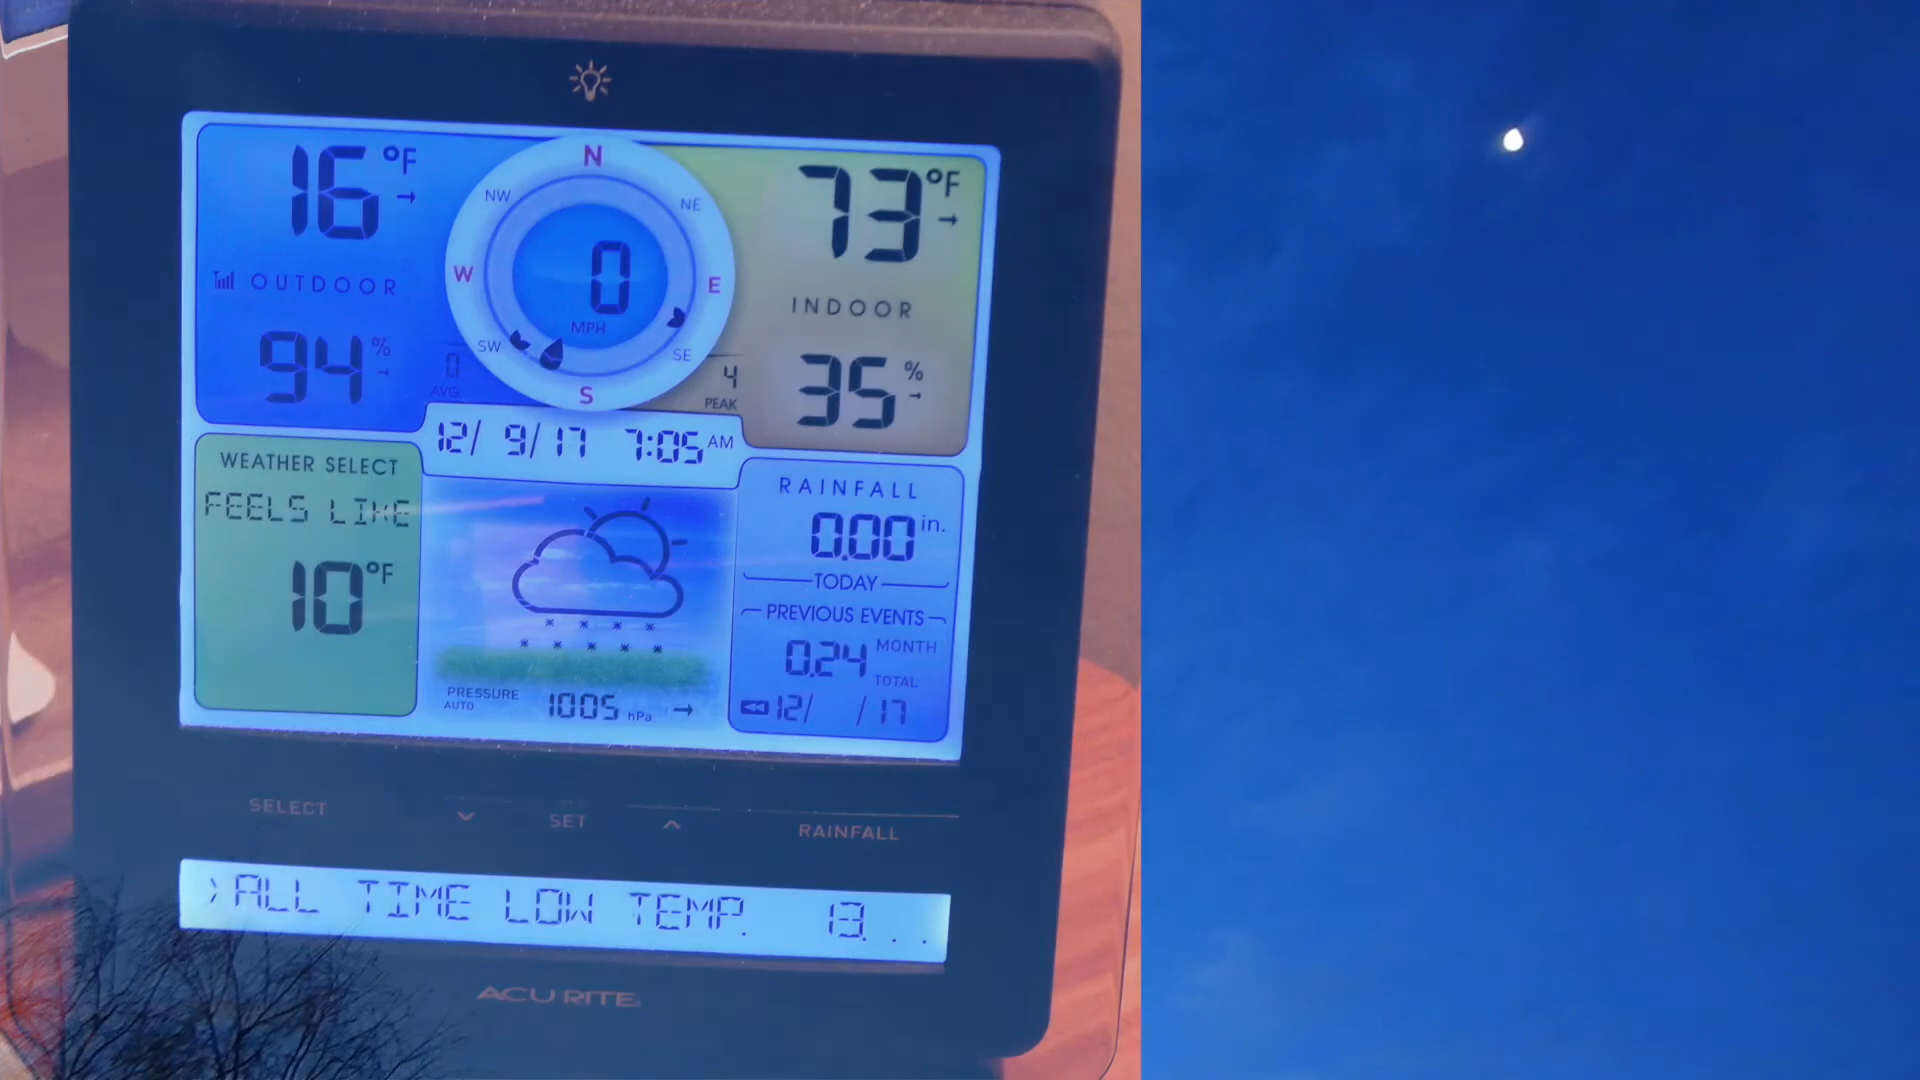 16 °F
OUTDOOR
94 %
N
NW
NE
W
E
0
MPH
SW
SE
S
0
AVG.
4
PEAK
73 °F
INDOOR
35 %
12/ 9/17 7:05 AM
WEATHER SELECT
FEELS LIKE
10 °F
PRESSURE
AUTO
1005 hPa
RAINFALL
0.00 in.
TODAY
PREVIOUS EVENTS
0.24 MONTH
TOTAL
12/ /17
SELECT
SET
RAINFALL
>ALL TIME LOW TEMP. 13...
ACURITE